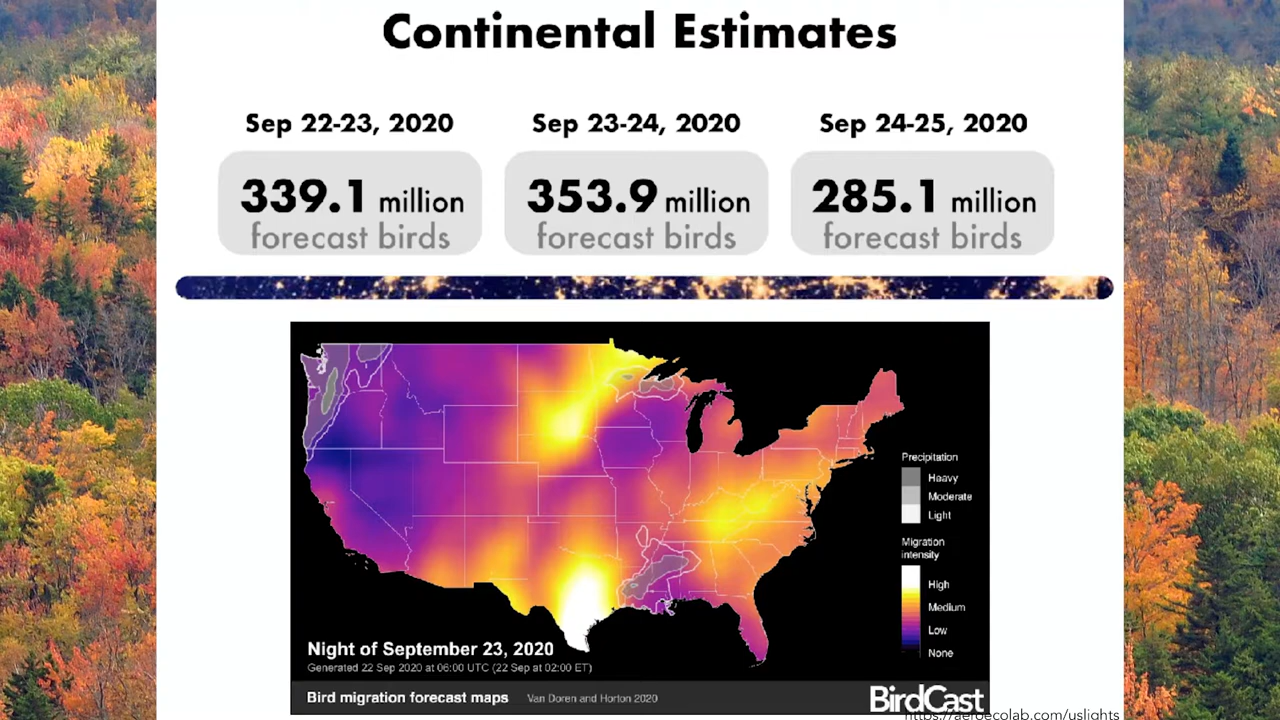 Continental Estimates
Sep 22-23, 2020
339.1 million
forecast birds
Sep 23-24, 2020
353.9 million
forecast birds
Sep 24-25, 2020
285.1 million
forecast birds
Precipitation
Heavy
Moderate
Light
Migration
intensity
High
Medium
Low
None
Night of September 23, 2020
Generated 22 Sep 2020 at 06:00 UTC (22 Sep at 02:00 ET)
Bird migration forecast maps Van Doren and Horton 2020
BirdCast
https://aeroecolab.com/uslights